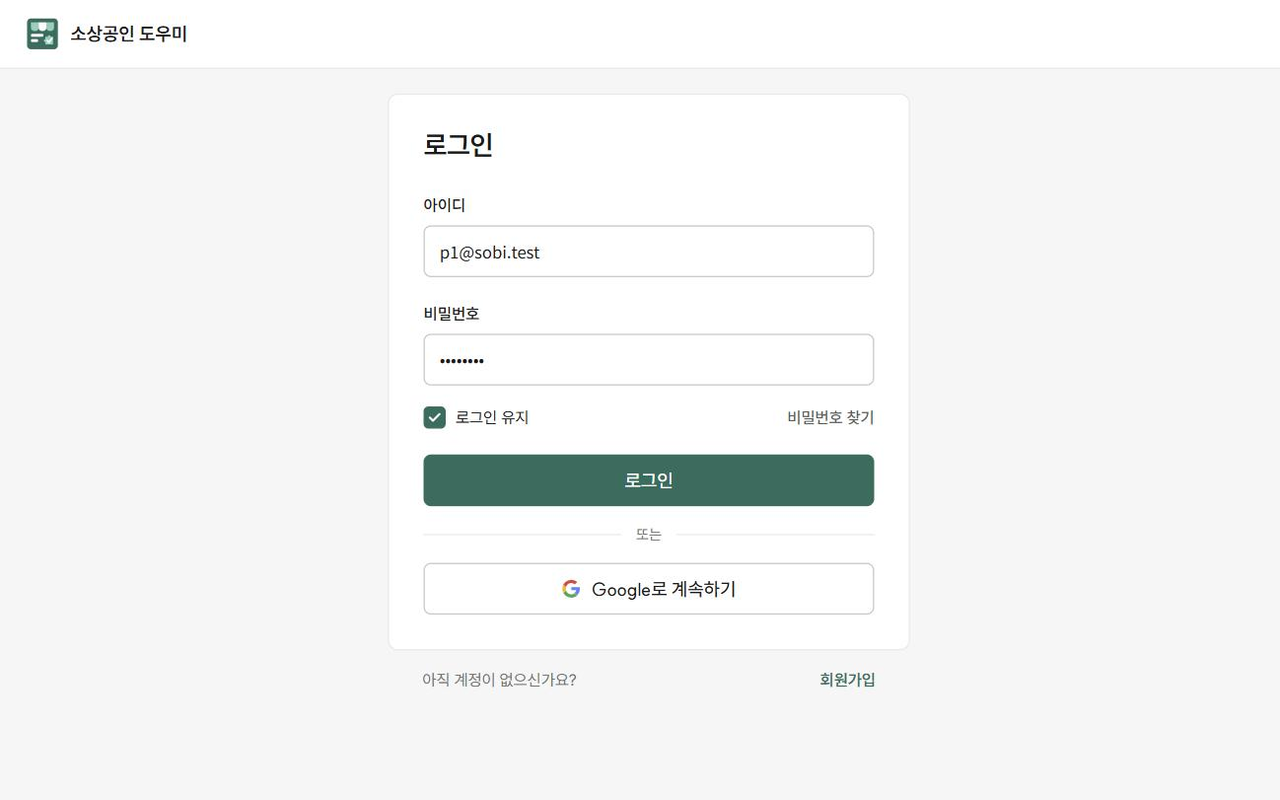 소상공인 도우미
로그인
아이디
p1@sobi.test
비밀번호
••••••••
로그인 유지
비밀번호 찾기
로그인
또는
Google로 계속하기
아직 계정이 없으신가요?
회원가입